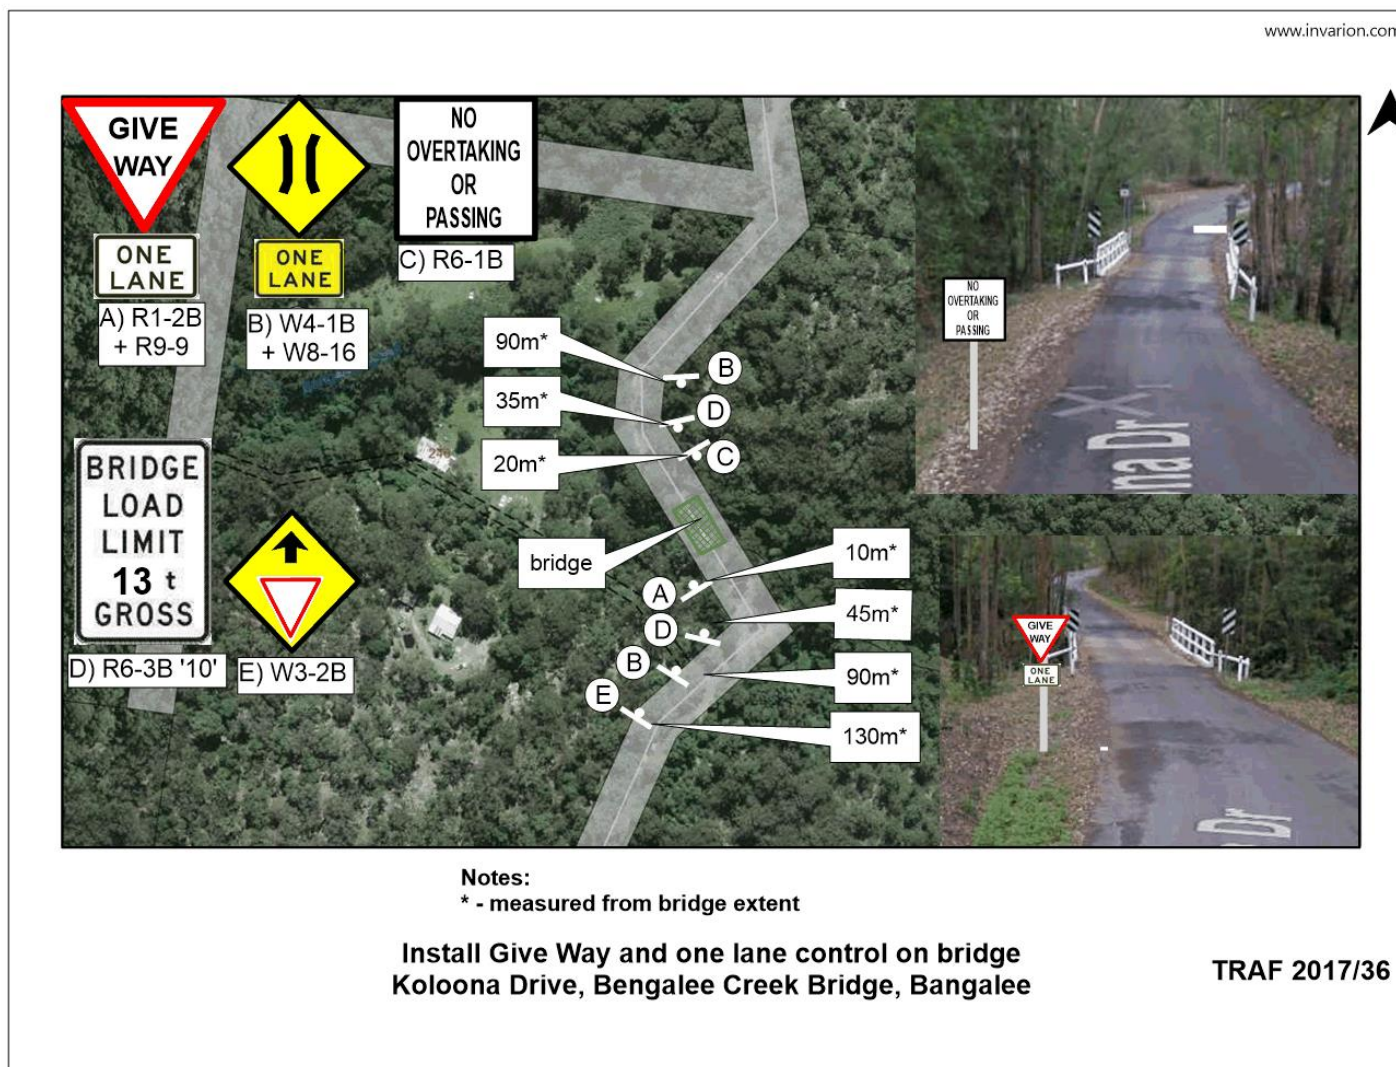 www.invarion.com
GIVE
WAY
ONE
LANE
A) R1-2B
+ R9-9
ONE
LANE
B) W4-1B
+ W8-16
NO
OVERTAKING
OR
PASSING
C) R6-1B
BRIDGE
LOAD
LIMIT
13 t
GROSS
D) R6-3B '10'
E) W3-2B
90m*
B
35m*
D
20m*
C
bridge
10m*
A
45m*
D
B
90m*
E
130m*
NO
OVERTAKING
OR
PASSING
ona Dr
GIVE
WAY
ONE
LANE
Dr
Notes:
* - measured from bridge extent
Install Give Way and one lane control on bridge
Koloona Drive, Bengalee Creek Bridge, Bangalee
TRAF 2017/36